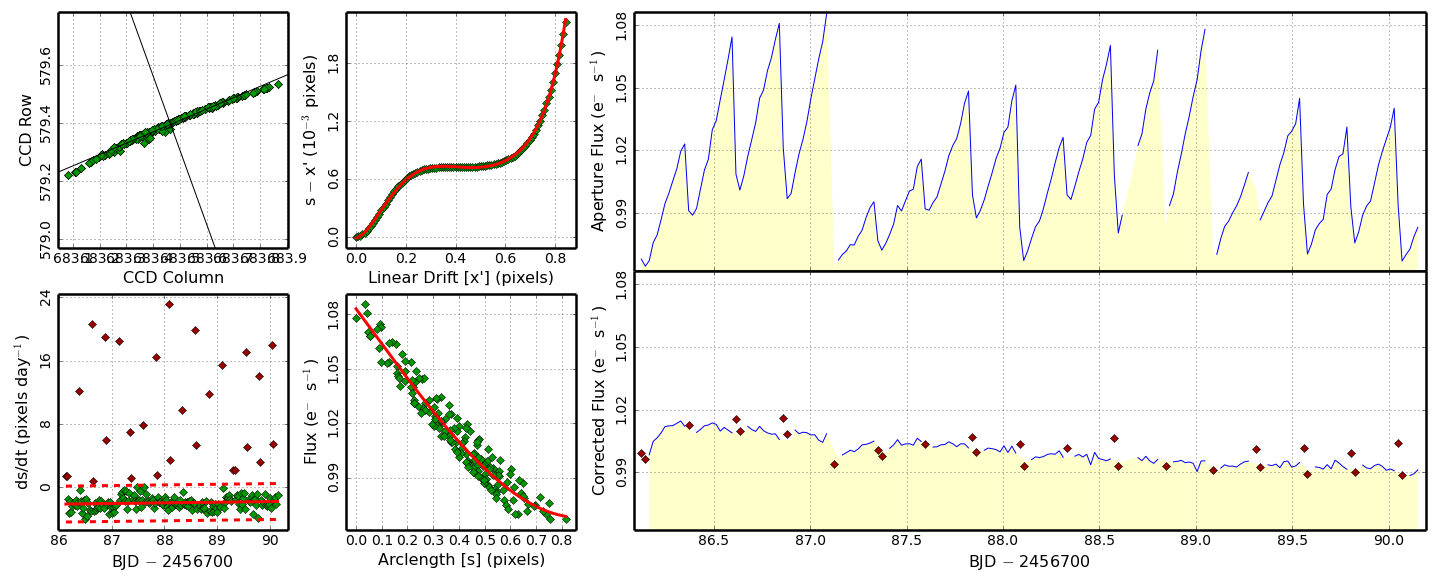 579.6
579.4
579.2
579.0
CCD Row
683.9
CCD Column
1.8
1.2
0.6
0.0
s − x' (10⁻³ pixels)
0.0 0.2 0.4 0.6 0.8
Linear Drift [x'] (pixels)
1.08
1.05
1.02
0.99
Aperture Flux (e⁻ s⁻¹)
24
16
8
0
ds/dt (pixels day⁻¹)
86 87 88 89 90
BJD − 2456700
1.08
1.05
1.02
0.99
Flux (e⁻ s⁻¹)
0.0 0.1 0.2 0.3 0.4 0.5 0.6 0.7 0.8
Arclength [s] (pixels)
1.08
1.05
1.02
0.99
Corrected Flux (e⁻ s⁻¹)
86.5 87.0 87.5 88.0 88.5 89.0 89.5 90.0
BJD − 2456700